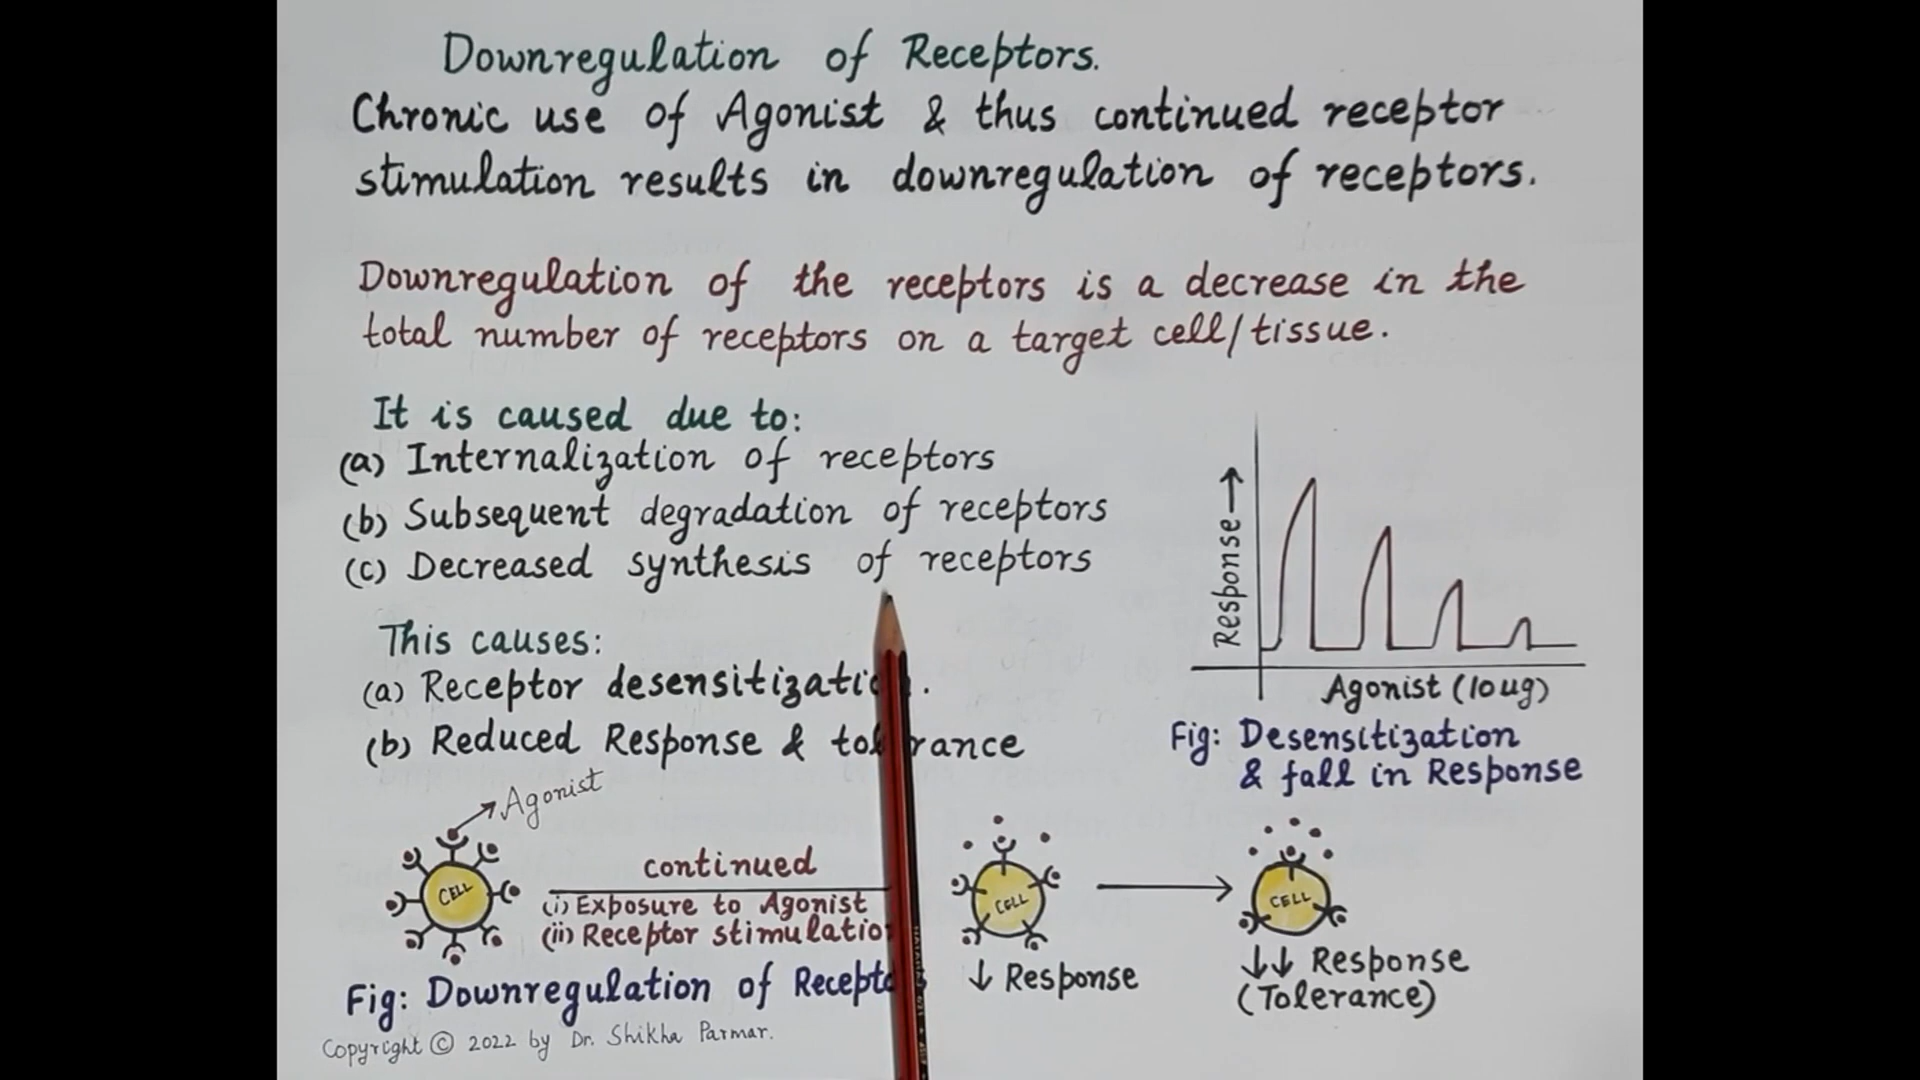 Downregulation of Receptors.
Chronic use of Agonist & thus continued receptor
stimulation results in downregulation of receptors.
Downregulation of the receptors is a decrease in the
total number of receptors on a target cell/tissue.
It is caused due to:
(a) Internalization of receptors
(b) Subsequent degradation of receptors
(c) Decreased synthesis of receptors
This causes:
(a) Receptor desensitizatio.
(b) Reduced Response & tolrance
Response →
Agonist (10ug)
Fig: Desensitization
& fall in Response
Agonist
CELL
continued
(i) Exposure to Agonist
(ii) Receptor stimulatio
CELL
↓ Response
CELL
↓↓ Response
(Tolerance)
Fig: Downregulation of Recepto
Copyright © 2022 by Dr. Shikha Parmar.